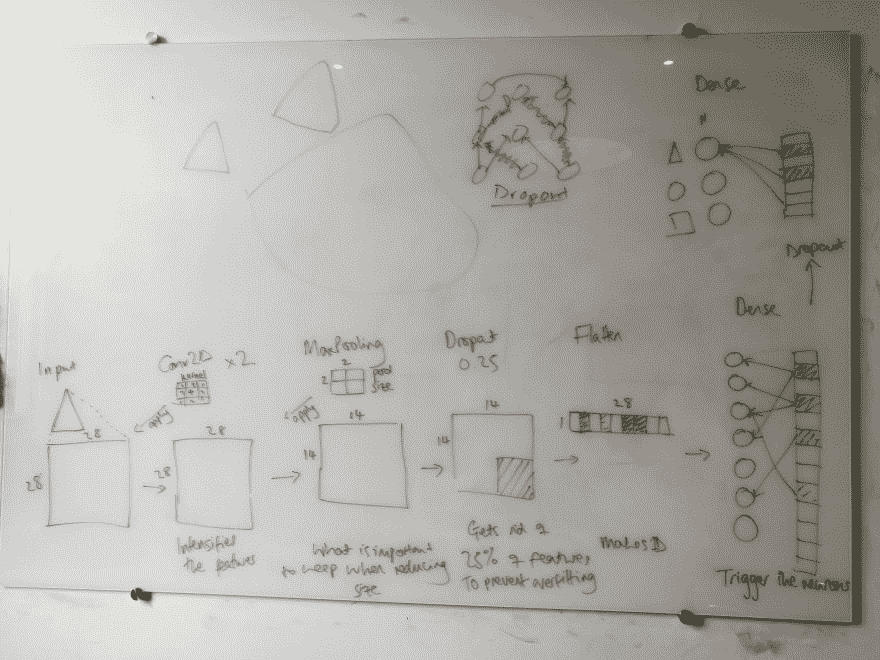 Dropout
Dense
Dropout
Dense
Input
28
28
Conv2D x2
kernel
apply
28
28
Intensified
the features
MaxPooling
2
2
pool
size
apply
14
14
What is important
to keep when reducing
size
Dropout
0.25
14
14
Gets rid of
25% of features
To prevent overfitting
Flatten
28
1
makes 1D
Trigger the neurons